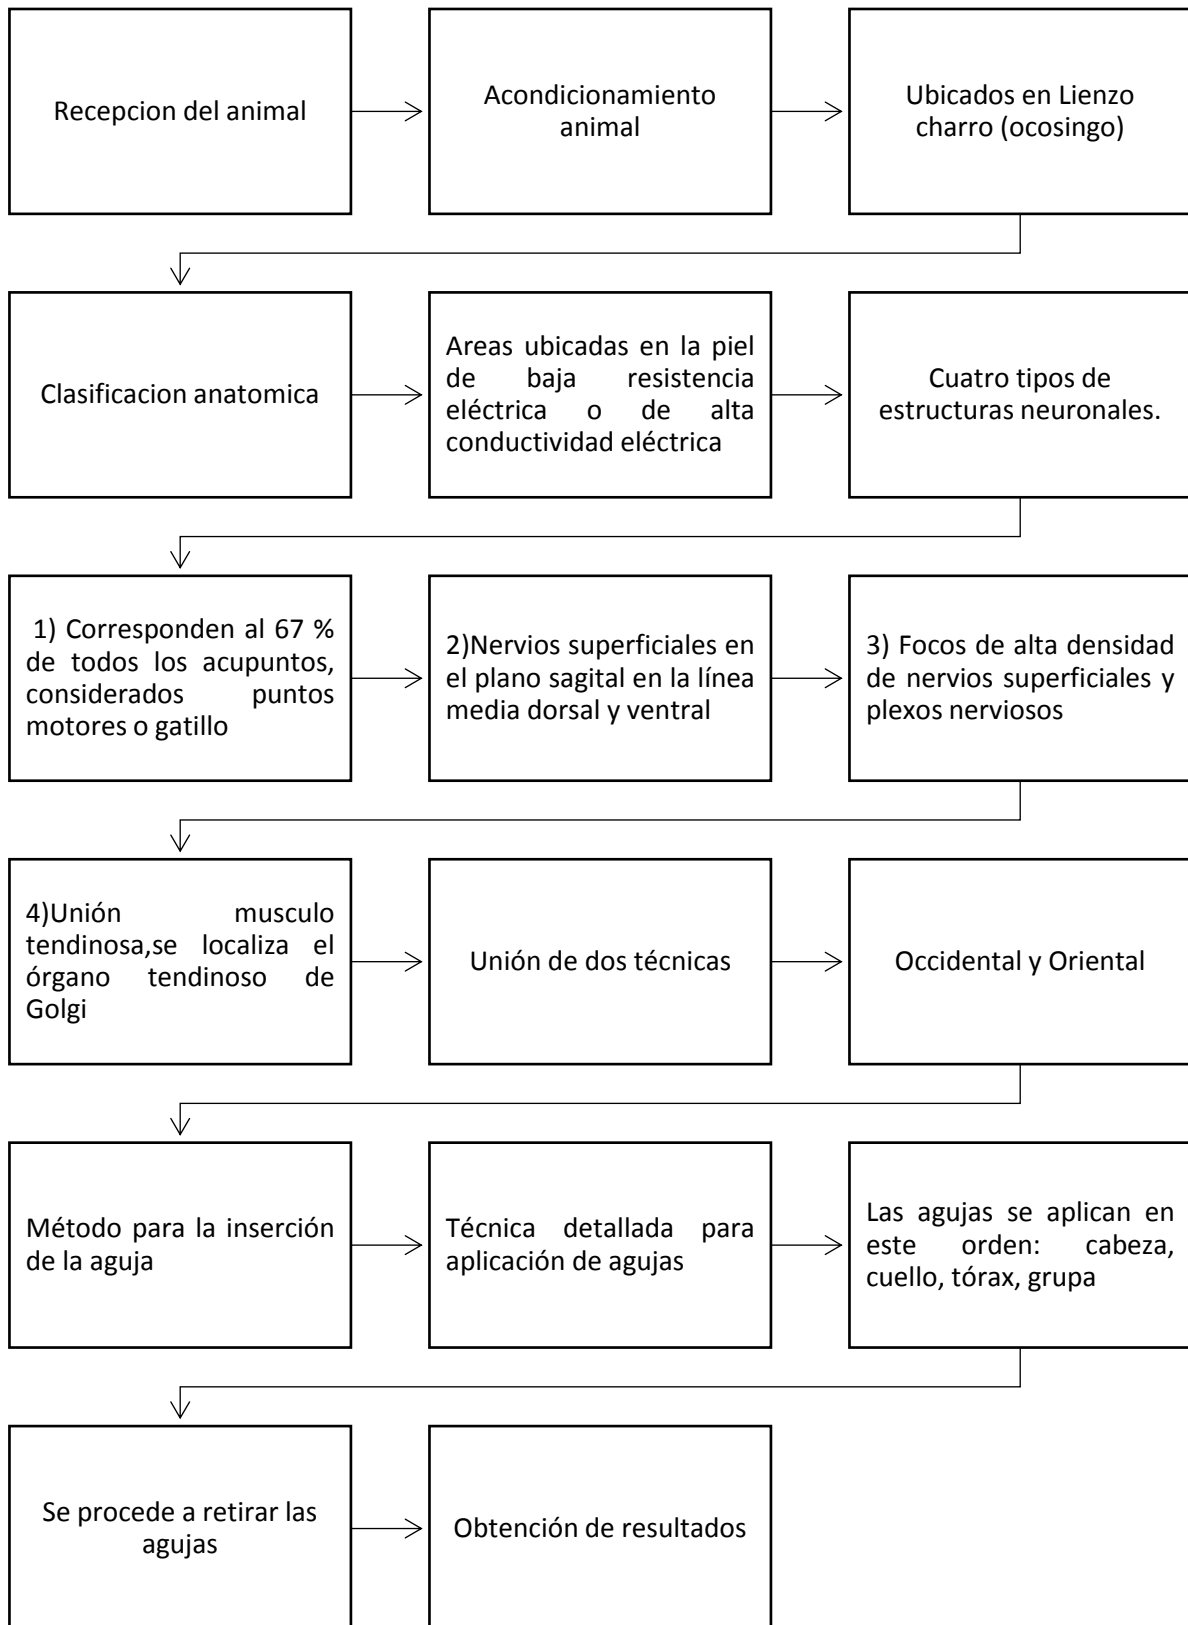 Recepcion del animal
Acondicionamiento
animal
Ubicados en Lienzo
charro (ocosingo)
Clasificacion anatomica
Areas ubicadas en la piel
de baja resistencia
eléctrica o de alta
conductividad eléctrica
Cuatro tipos de
estructuras neuronales.
1) Corresponden al 67 %
de todos los acupuntos,
considerados puntos
motores o gatillo
2)Nervios superficiales en
el plano sagital en la línea
media dorsal y ventral
3) Focos de alta densidad
de nervios superficiales y
plexos nerviosos
4)Unión musculo
tendinosa,se localiza el
órgano tendinoso de
Golgi
Unión de dos técnicas
Occidental y Oriental
Método para la inserción
de la aguja
Técnica detallada para
aplicación de agujas
Las agujas se aplican en
este orden: cabeza,
cuello, tórax, grupa
Se procede a retirar las
agujas
Obtención de resultados